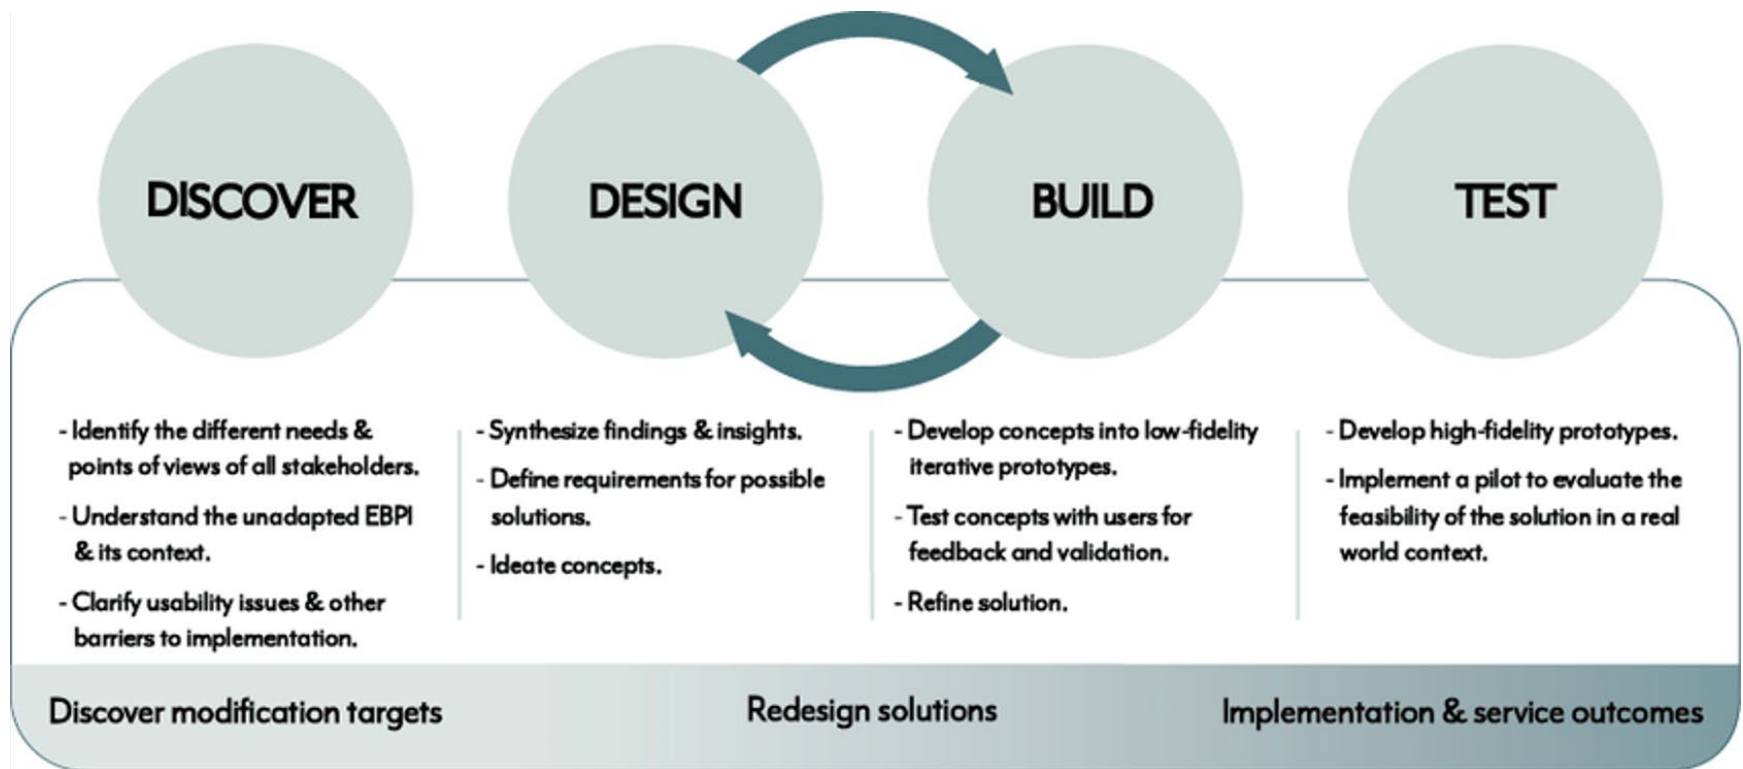 DISCOVER
DESIGN
BUILD
TEST
- Identify the different needs &
points of views of all stakeholders.
- Understand the unadapted EBPI
& its context.
- Clarify usability issues & other
barriers to implementation.
- Synthesize findings & insights.
- Define requirements for possible
solutions.
- Ideate concepts.
- Develop concepts into low-fidelity
iterative prototypes.
- Test concepts with users for
feedback and validation.
- Refine solution.
- Develop high-fidelity prototypes.
- Implement a pilot to evaluate the
feasibility of the solution in a real
world context.
Discover modification targets
Redesign solutions
Implementation & service outcomes